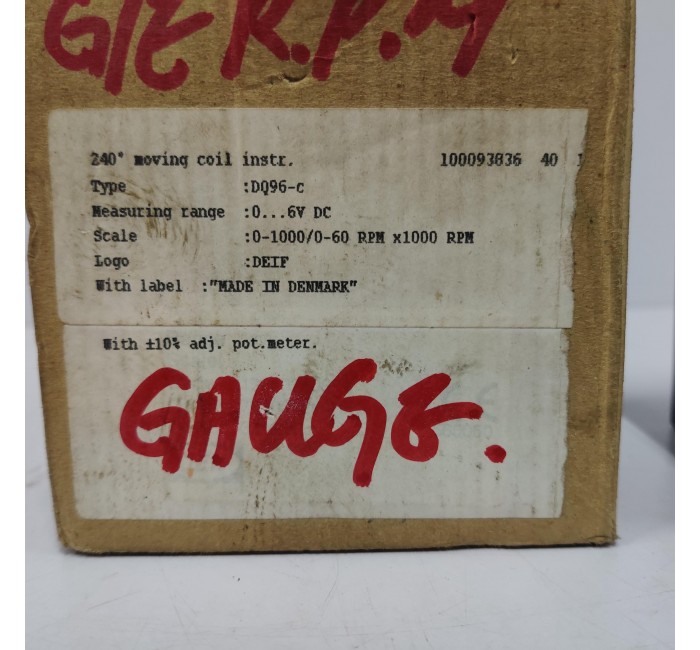 G/E R.P.M
240° moving coil instr. 100093836 40
Type :DQ96-c
Measuring range :0...6V DC
Scale :0-1000/0-60 RPM x1000 RPM
Logo :DEIF
With label :"MADE IN DENMARK"
With ±10% adj. pot.meter.
GAUGE.